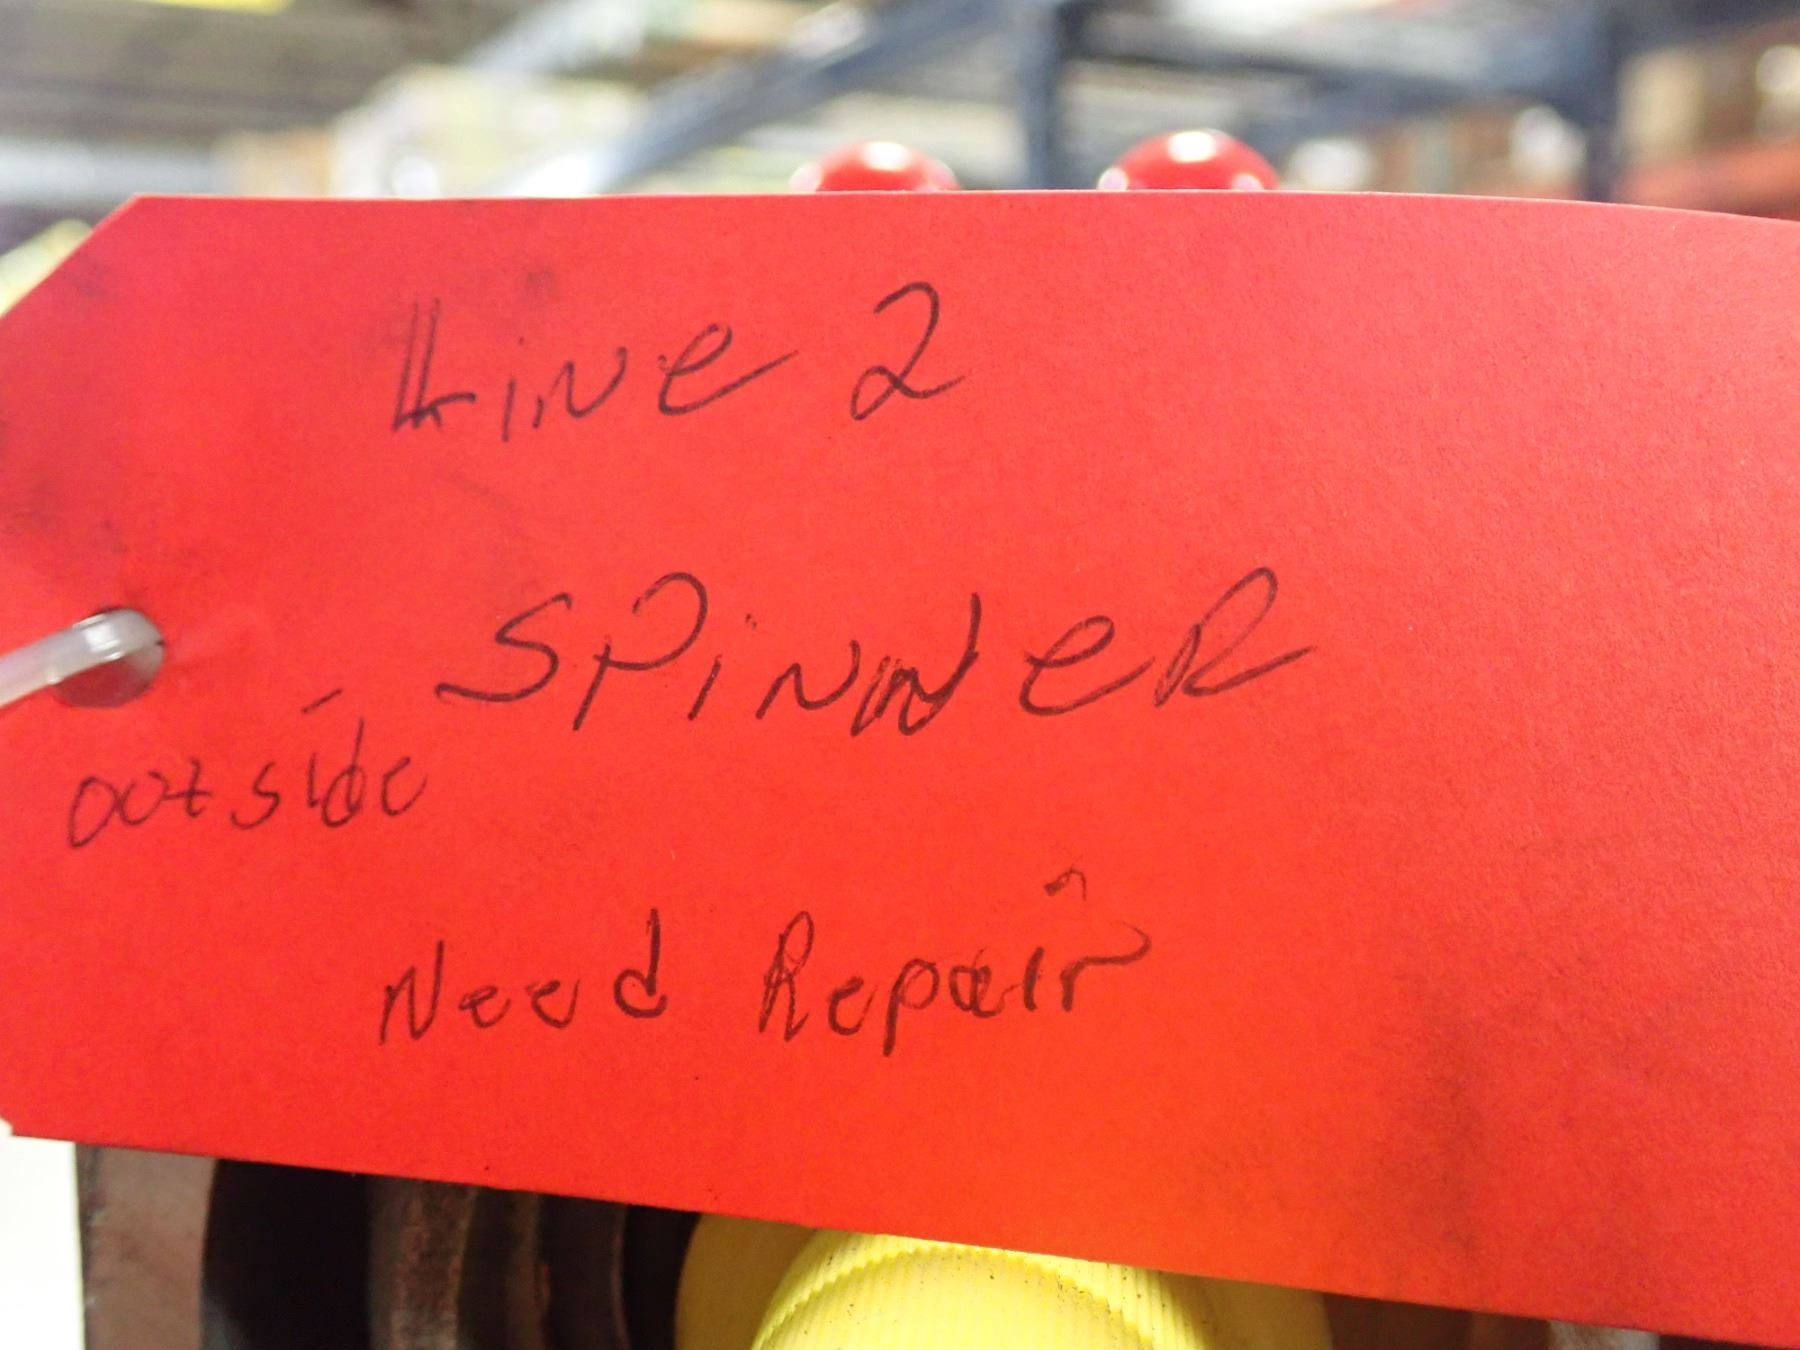 Line 2
SPiNNeR
outside
Need Repair